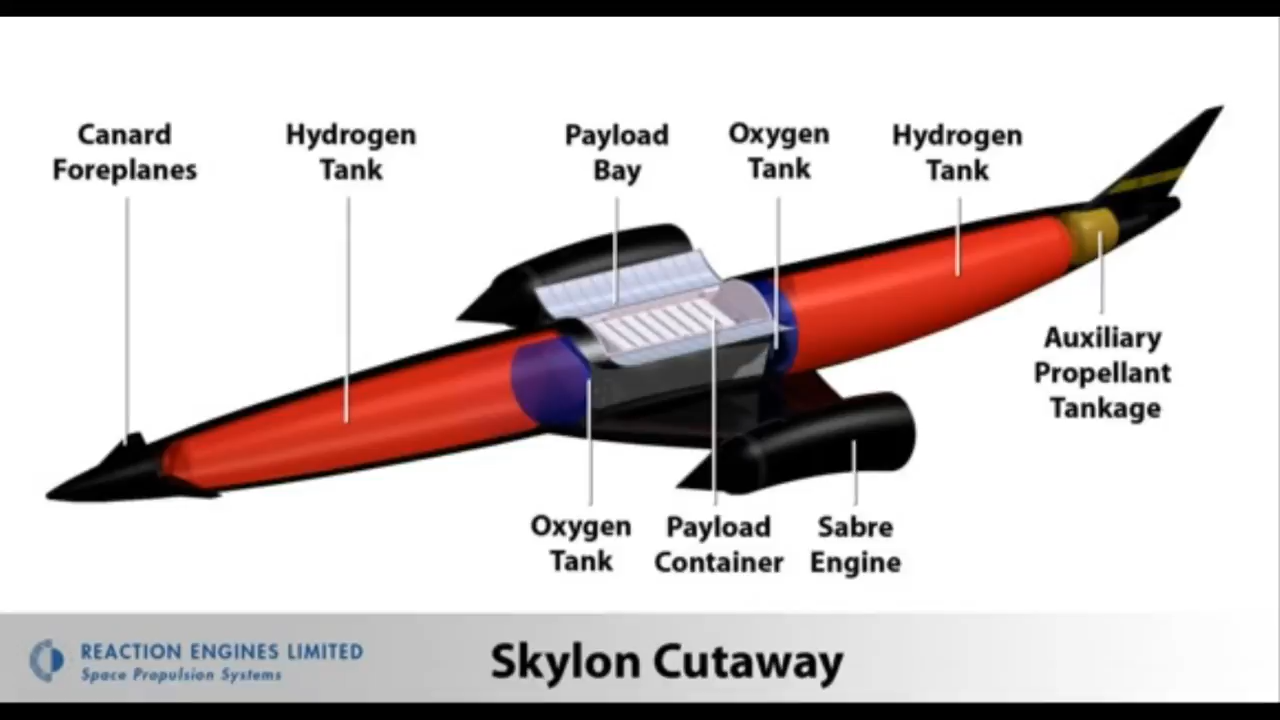 Canard
Foreplanes
Hydrogen
Tank
Payload
Bay
Oxygen
Tank
Hydrogen
Tank
Auxiliary
Propellant
Tankage
Oxygen
Tank
Payload
Container
Sabre
Engine
REACTION ENGINES LIMITED
Space Propulsion Systems
Skylon Cutaway